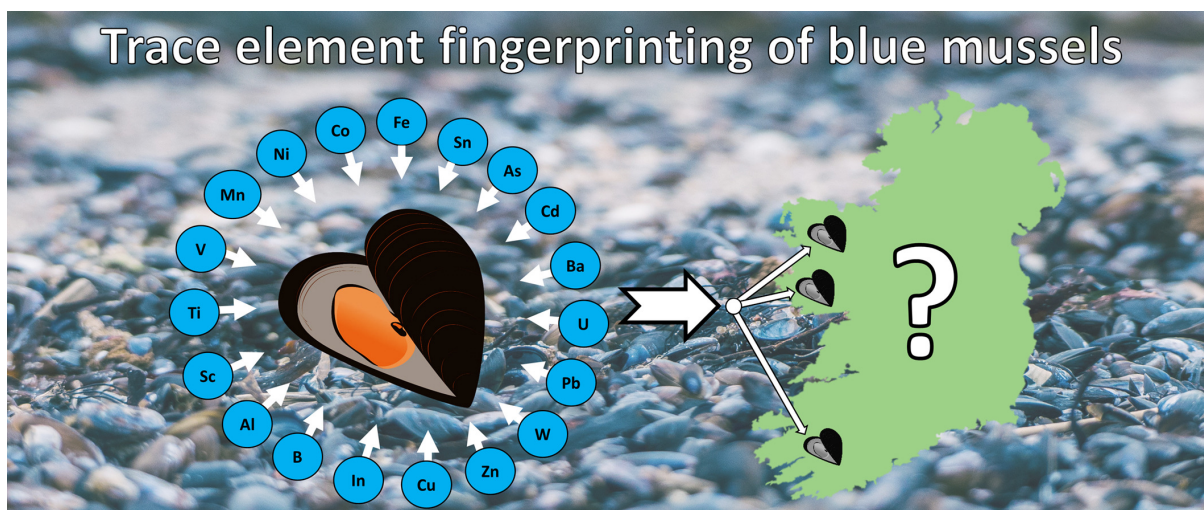 Trace element fingerprinting of blue mussels
Fe
Sn
As
Cd
Ba
U
Pb
W
Zn
Cu
In
B
Al
Sc
Ti
V
Mn
Ni
Co
?